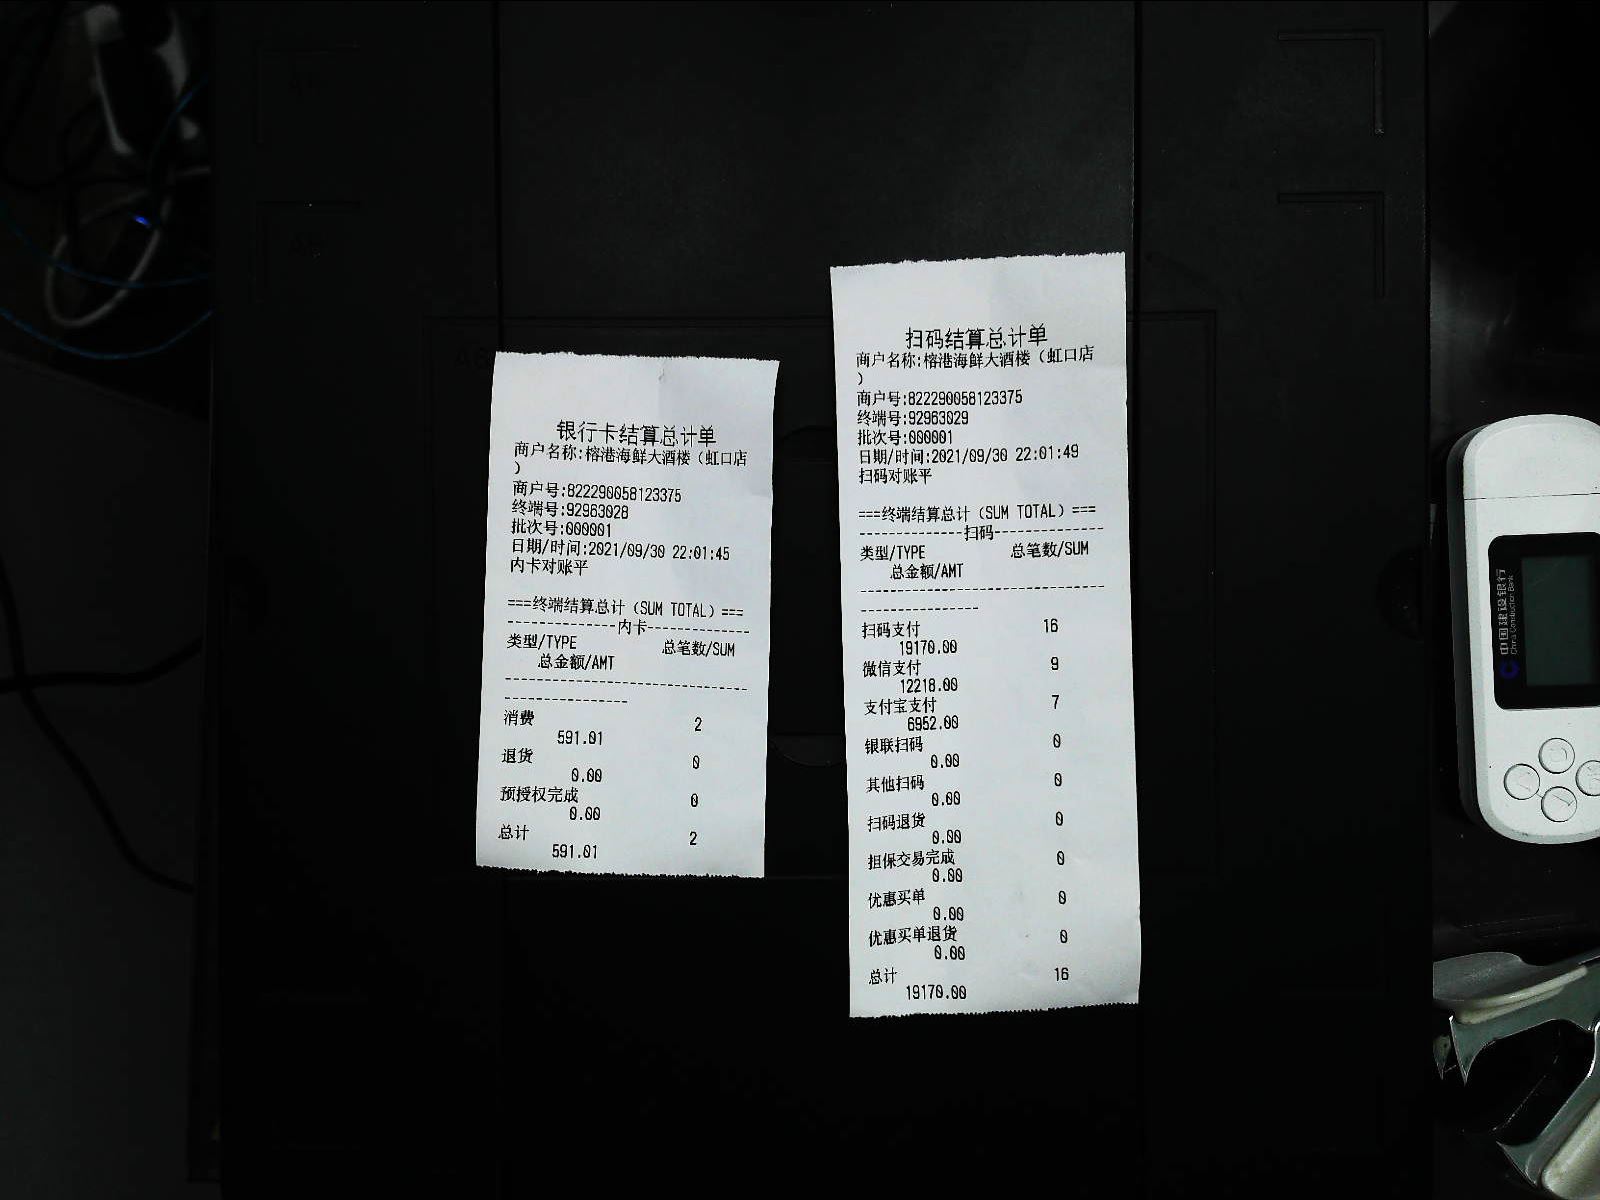 银行卡结算总计单
商户名称:榕港海鲜大酒楼（虹口店
）
商户号:822290058123375
终端号:92963028
批次号:000001
日期/时间:2021/09/30 22:01:45
内卡对账平
===终端结算总计（SUM TOTAL）===
---------------内卡---------------
类型/TYPE 总笔数/SUM
总金额/AMT
--------------------------------
----------------
消费 2
591.01
退货 0
0.00
预授权完成 0
0.00
总计 2
591.01
扫码结算总计单
商户名称:榕港海鲜大酒楼（虹口店
）
商户号:822290058123375
终端号:92963029
批次号:000001
日期/时间:2021/09/30 22:01:49
扫码对账平
===终端结算总计（SUM TOTAL）===
---------------扫码---------------
类型/TYPE 总笔数/SUM
总金额/AMT
--------------------------------
----------------
扫码支付 16
19170.00
微信支付 9
12218.00
支付宝支付 7
6952.00
银联扫码 0
0.00
其他扫码 0
0.00
扫码退货 0
0.00
担保交易完成 0
0.00
优惠买单 0
0.00
优惠买单退货 0
0.00
总计 16
19170.00
中国建设银行
China Construction Bank